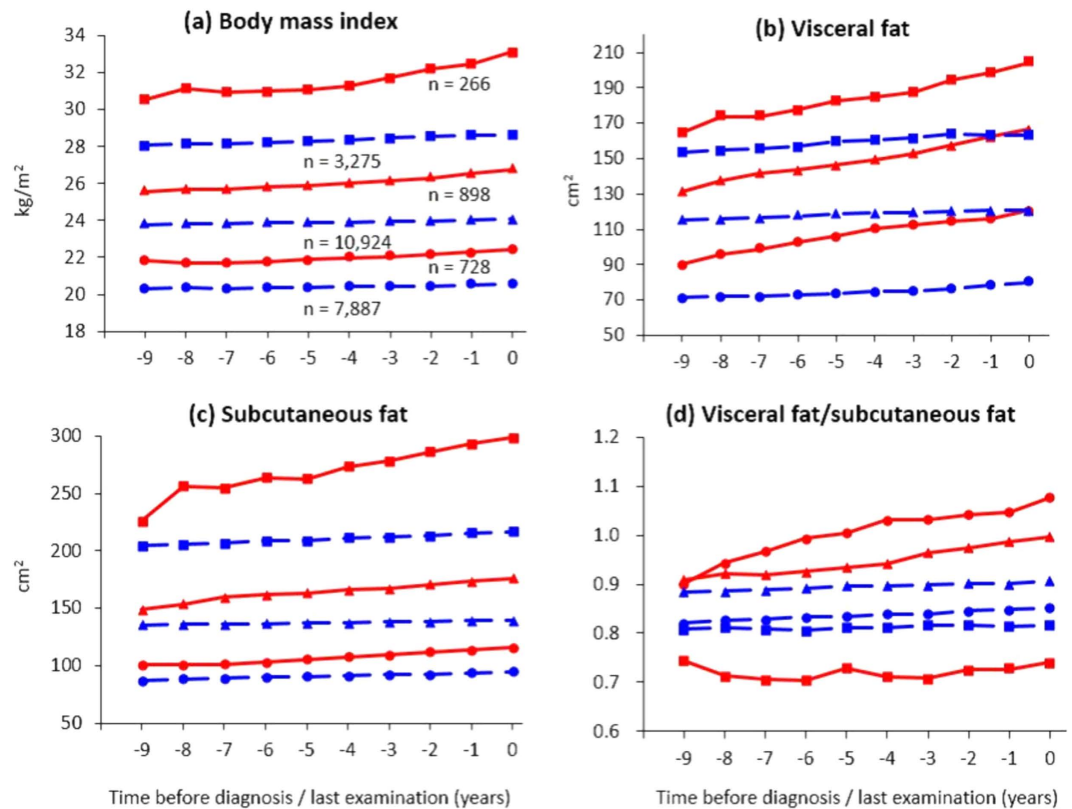 (a) Body mass index
34
32
30
28
26
24
22
20
18
kg/m²
n = 266
n = 3,275
n = 898
n = 10,924
n = 728
n = 7,887
-9 -8 -7 -6 -5 -4 -3 -2 -1 0
(b) Visceral fat
210
190
170
150
130
110
90
70
50
cm²
-9 -8 -7 -6 -5 -4 -3 -2 -1 0
(c) Subcutaneous fat
300
250
200
150
100
50
cm²
-9 -8 -7 -6 -5 -4 -3 -2 -1 0
Time before diagnosis / last examination (years)
(d) Visceral fat/subcutaneous fat
1.2
1.1
1.0
0.9
0.8
0.7
0.6
-9 -8 -7 -6 -5 -4 -3 -2 -1 0
Time before diagnosis / last examination (years)